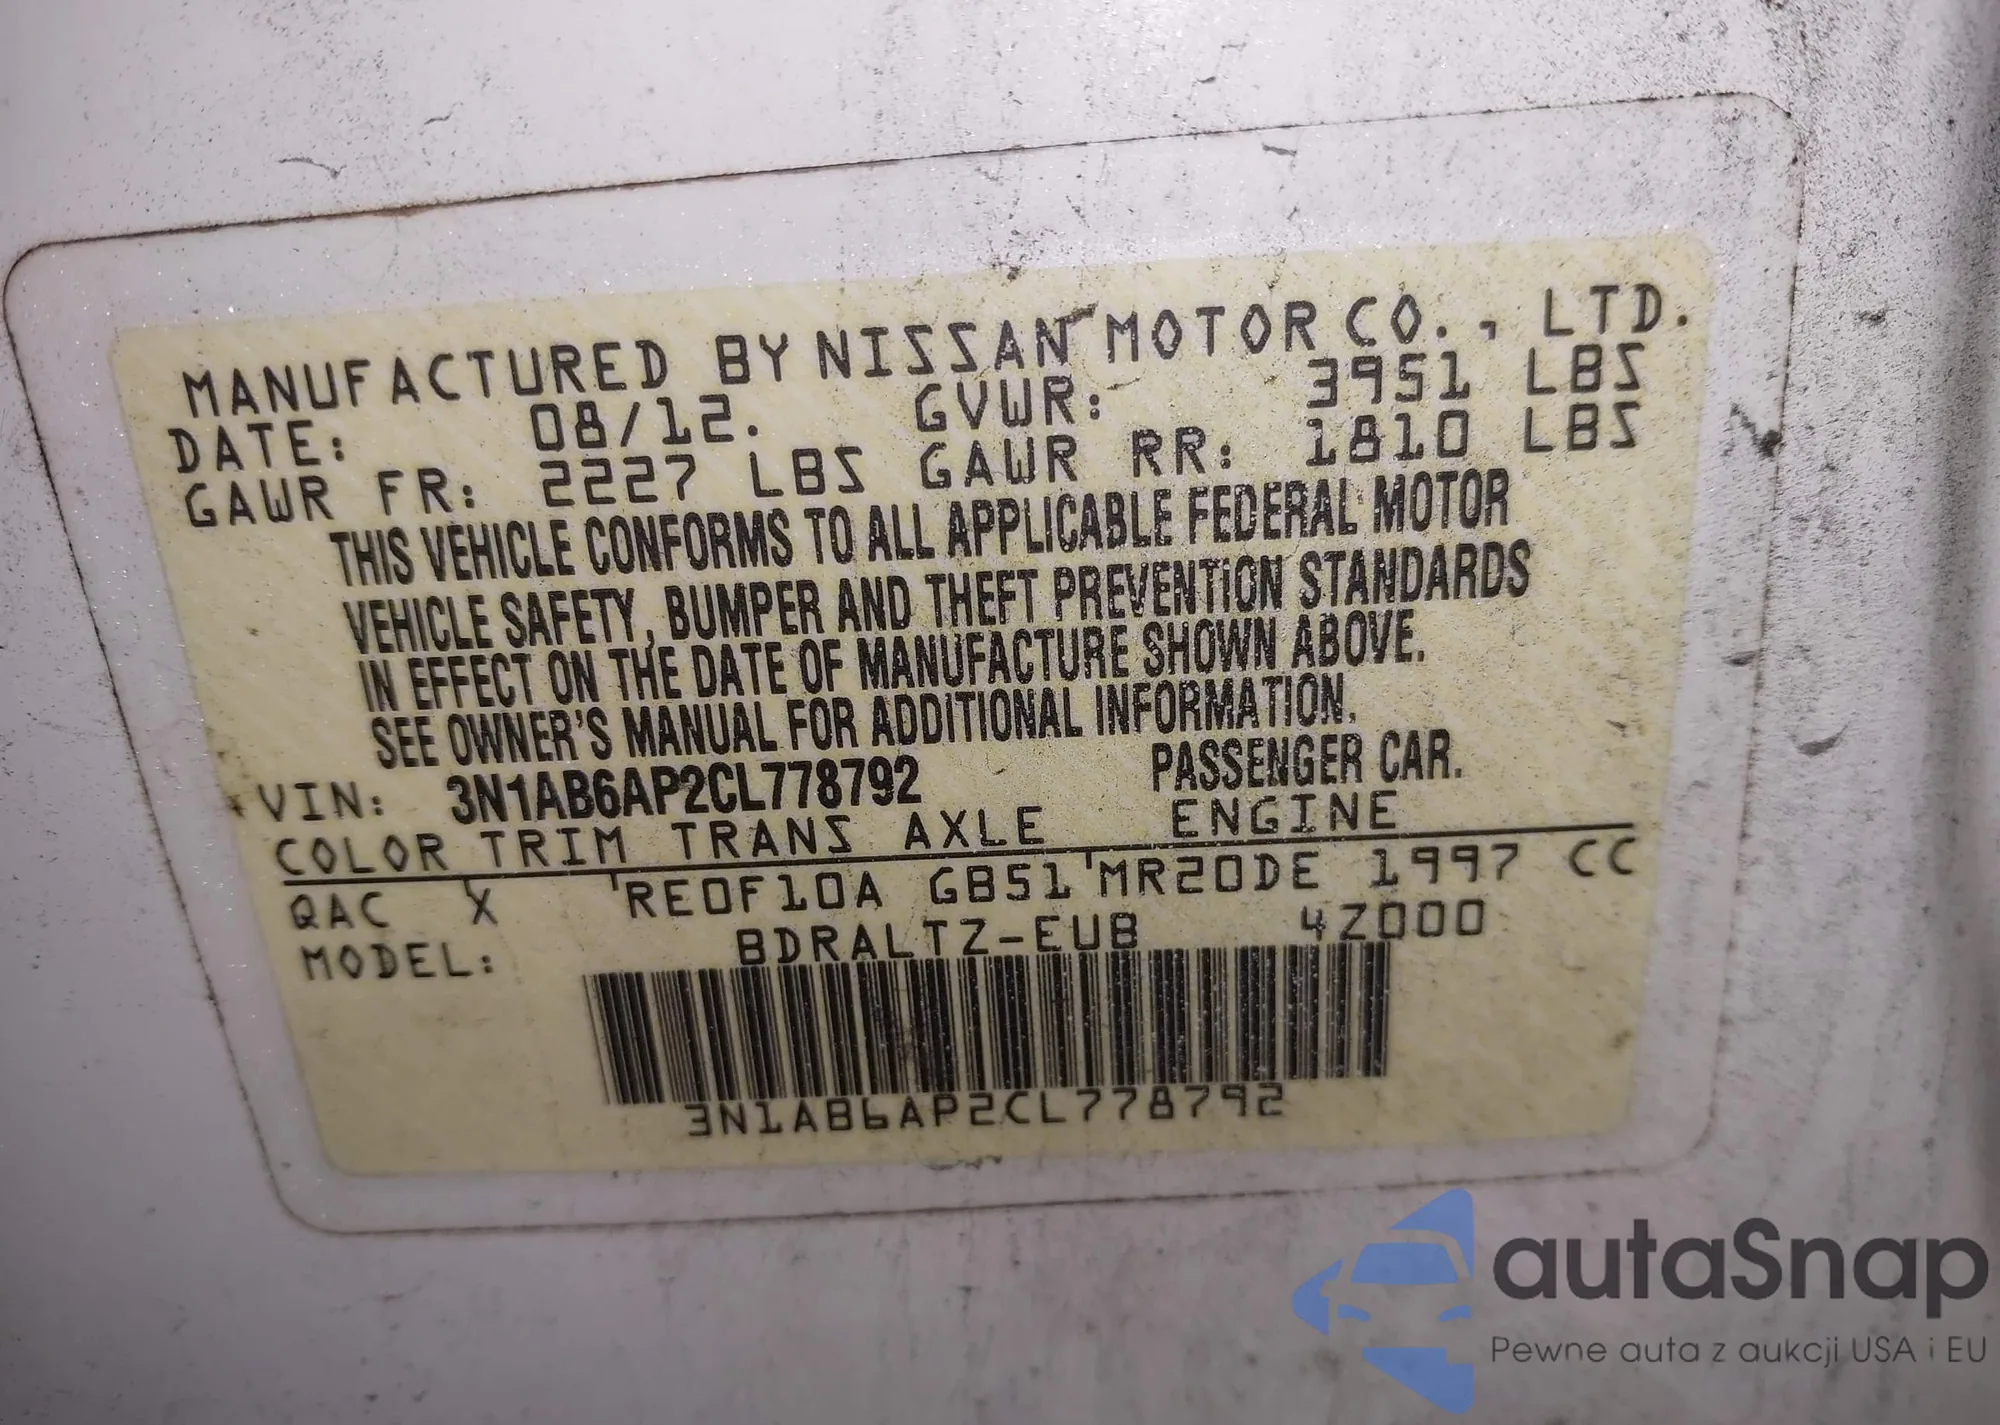 MANUFACTURED BY NISSAN MOTOR CO., LTD.
DATE: 08/12. GVWR: 3951 LBS
GAWR FR: 2227 LBS GAWR RR: 1810 LBS
THIS VEHICLE CONFORMS TO ALL APPLICABLE FEDERAL MOTOR
VEHICLE SAFETY, BUMPER AND THEFT PREVENTION STANDARDS
IN EFFECT ON THE DATE OF MANUFACTURE SHOWN ABOVE.
SEE OWNER'S MANUAL FOR ADDITIONAL INFORMATION.
VIN: 3N1AB6AP2CL778792 PASSENGER CAR.
COLOR TRIM TRANS AXLE ENGINE
QAC X RE0F10A GB51 MR20DE 1997 CC
MODEL: BDRALTZ-EUB 4Z000
3N1AB6AP2CL778792
autaSnap
Pewne auta z aukcji USA i EU